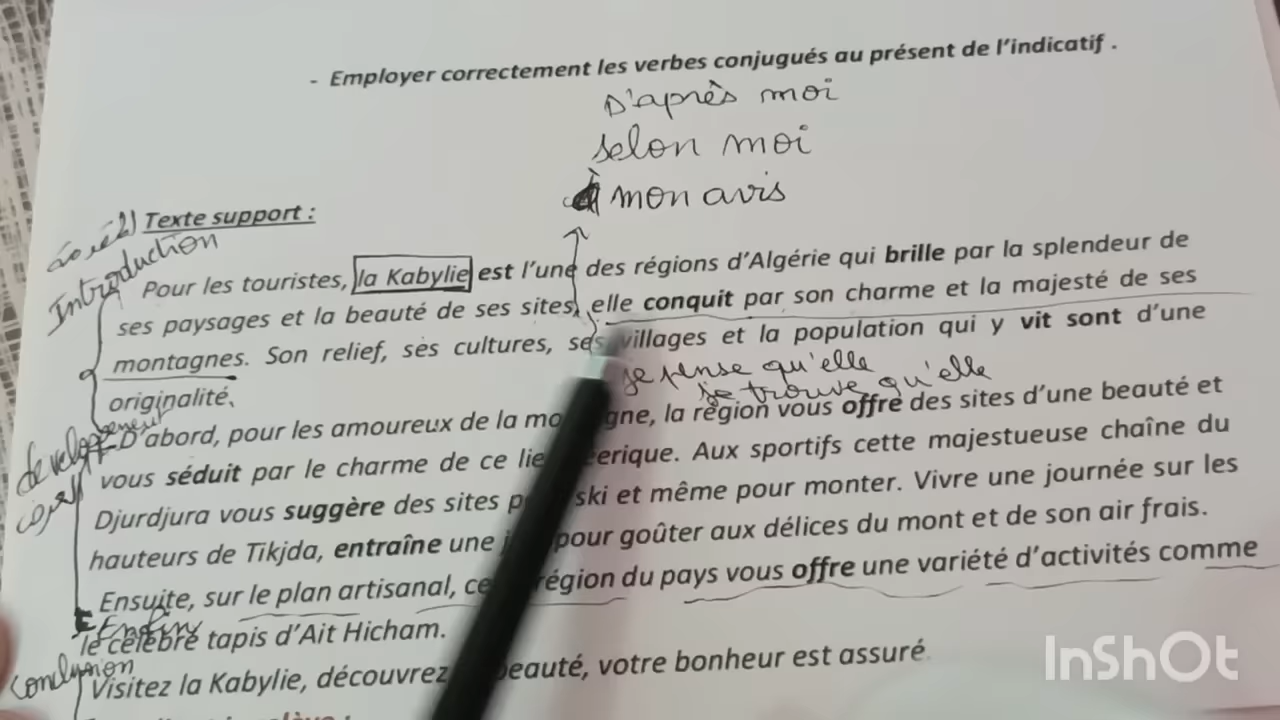 - Employer correctement les verbes conjugués au présent de l'indicatif .
D'après moi
selon moi
à mon avis
Texte support :
Introduction
Pour les touristes, la Kabylie est l'une des régions d'Algérie qui brille par la splendeur de
ses paysages et la beauté de ses sites, elle conquit par son charme et la majesté de ses
montagnes. Son relief, ses cultures, ses villages et la population qui y vit sont d'une
je pense qu'elle
je trouve qu'elle
originalité.
D'abord, pour les amoureux de la mo gne, la région vous offre des sites d'une beauté et
vous séduit par le charme de ce lie éerique. Aux sportifs cette majestueuse chaîne du
Djurdjura vous suggère des sites p ski et même pour monter. Vivre une journée sur les
hauteurs de Tikjda, entraîne une j pour goûter aux délices du mont et de son air frais.
Ensuite, sur le plan artisanal, ce région du pays vous offre une variété d'activités comme
Enfin
le célèbre tapis d'Ait Hicham.
Conclusion
Visitez la Kabylie, découvrez beauté, votre bonheur est assuré.
InShOt